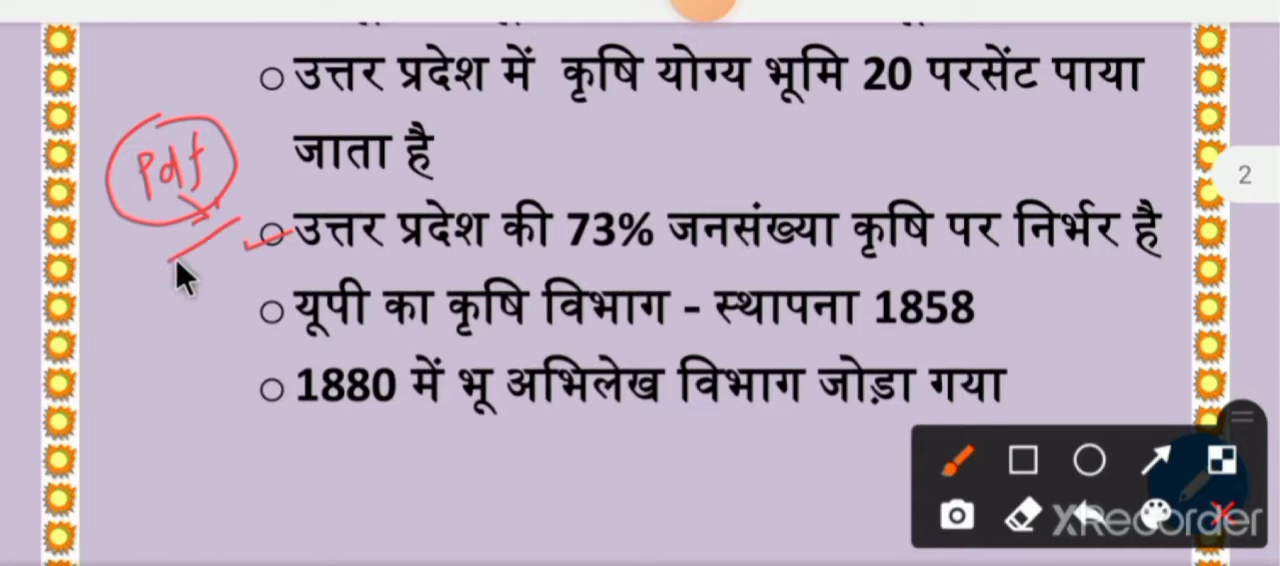 उत्तर प्रदेश में कृषि योग्य भूमि 20 परसेंट पाया
जाता है
Pdf
उत्तर प्रदेश की 73% जनसंख्या कृषि पर निर्भर है
यूपी का कृषि विभाग - स्थापना 1858
1880 में भू अभिलेख विभाग जोड़ा गया
2
XRecorder